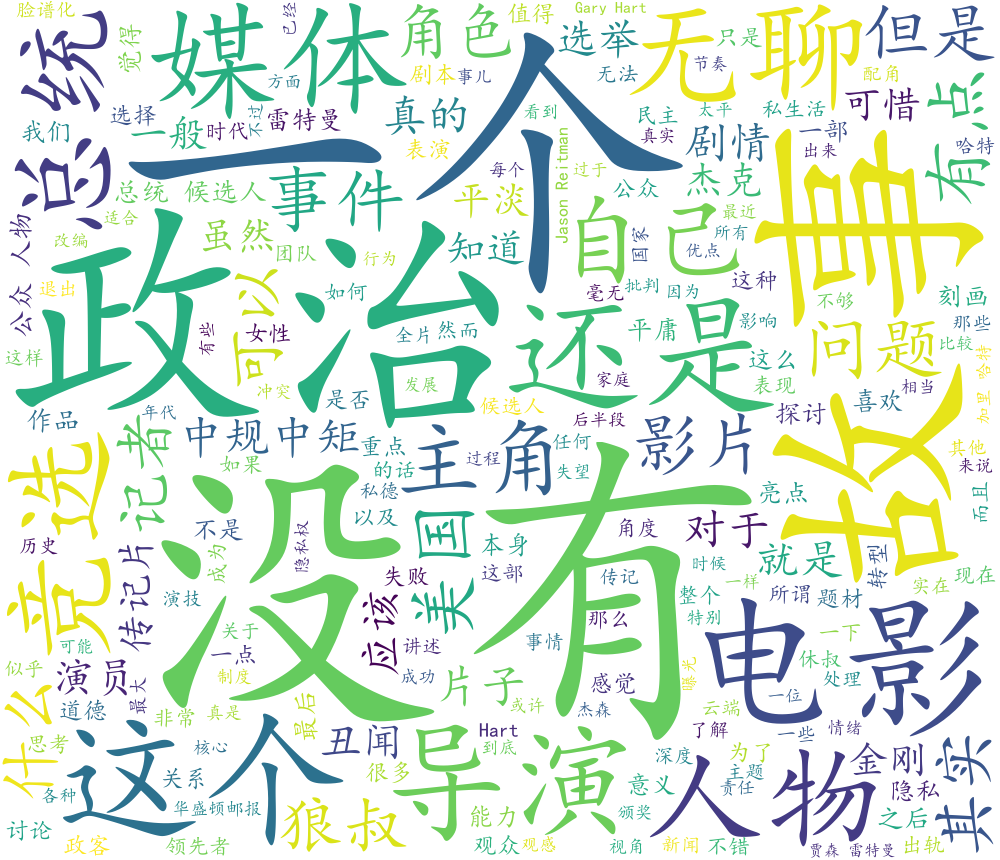 脸谱化
总统
觉得
媒体
已经
方面
一个
角色
剧本
事儿
值得
Gary Hart
选举
无法
无聊
只是
节奏
但是
配角
我们
选择
一般
时代
不过
雷特曼
真的
表演
看到
每个
Jason Reitman
民主
真实
太平
私生活
可惜
一部
出来
有点
哈特
总统 候选人
事件
平淡
过于
公众
剧情
杰克
最近
所有
优点
故事
适合
改编
公众 人物
退出
虽然
团队
行为
知道
自己
国家
这种
不够
刻画
那些
比较
政治
可以
有些
女性
如何
全片
然而
还是
毫无
批判
因为
平庸
影响
这么
表现
问题
这样
作品
年代
冲突
是否
发展
候选人
后半段
家庭
探讨
喜欢
相当
加里 哈特
竞选
记者
中规中矩
重点
的话
主角
过程
任何
失望
影片
亮点
其他
来说
而且
历史
传记片
如果
不是
成为
私德
隐私权
以及
美国
本身
角度
对于
就是
转型
没有
演技
失败
应该
这部
传记
时候
一样
整个
特别
所谓
题材
实在
现在
电影
似乎
可能
什么
演员
最大
道德
关于
一点
制度
讲述
成功
片子
事情
那么
感觉
曝光
一下
休叔
处理
思考
各种
这个
非常
真是
核心
最后
丑闻
Hart
到底
或许
杰森
云端
了解
一位
一些
情绪
其实
讨论
政客
关系
华盛顿邮报
领先者
狼叔
很多
导演
能力
观众
观感
意义
颁奖
视角
深度
人物
新闻
为了
主题
责任
不错
金刚
隐私
之后
贾森 雷特曼
出轨